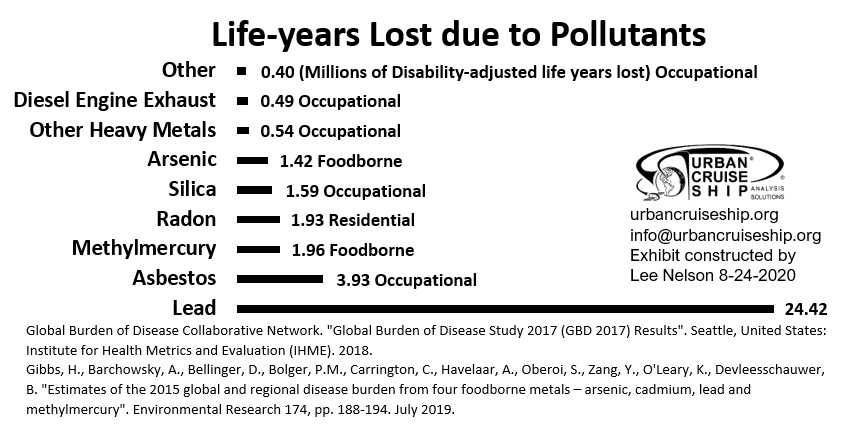 Life-years Lost due to Pollutants
Other 0.40 (Millions of Disability-adjusted life years lost) Occupational
Diesel Engine Exhaust 0.49 Occupational
Other Heavy Metals 0.54 Occupational
Arsenic 1.42 Foodborne
Silica 1.59 Occupational
Radon 1.93 Residential
Methylmercury 1.96 Foodborne
Asbestos 3.93 Occupational
Lead 24.42
URBAN®
CRUISE
SHIP ANALYSIS
SOLUTIONS
©
urbancruiseship.org
info@urbancruiseship.org
Exhibit constructed by
Lee Nelson 8-24-2020
Global Burden of Disease Collaborative Network. "Global Burden of Disease Study 2017 (GBD 2017) Results". Seattle, United States:
Institute for Health Metrics and Evaluation (IHME). 2018.
Gibbs, H., Barchowsky, A., Bellinger, D., Bolger, P.M., Carrington, C., Havelaar, A., Oberoi, S., Zang, Y., O'Leary, K., Devleesschauwer,
B. "Estimates of the 2015 global and regional disease burden from four foodborne metals – arsenic, cadmium, lead and
methylmercury". Environmental Research 174, pp. 188-194. July 2019.